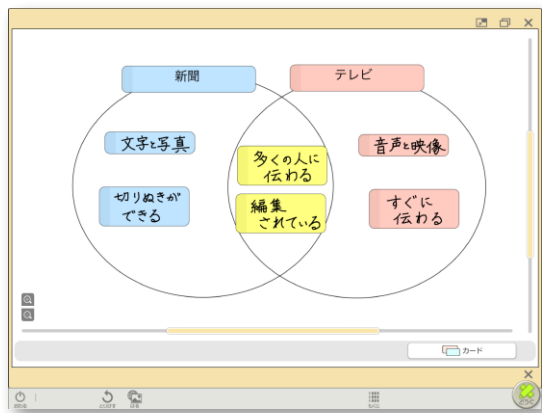 新聞
テレビ
文字と写真
切りぬきが
できる
多くの人に
伝わる
編集
されている
音声と映像
すぐに
伝わる
カード